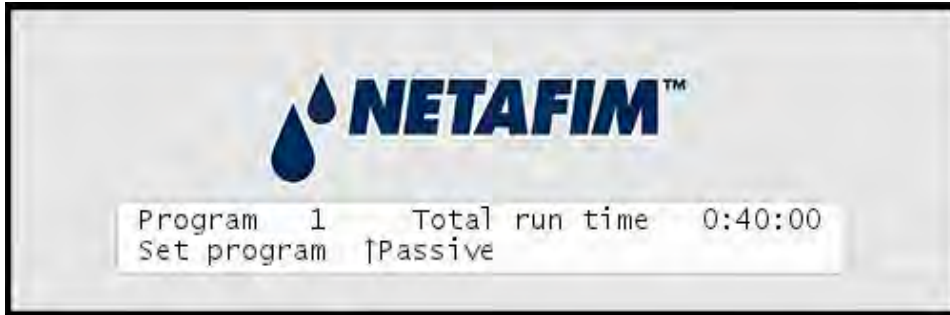 NETAFIM™
Program 1 Total run time 0:40:00
Set program ↑Passive